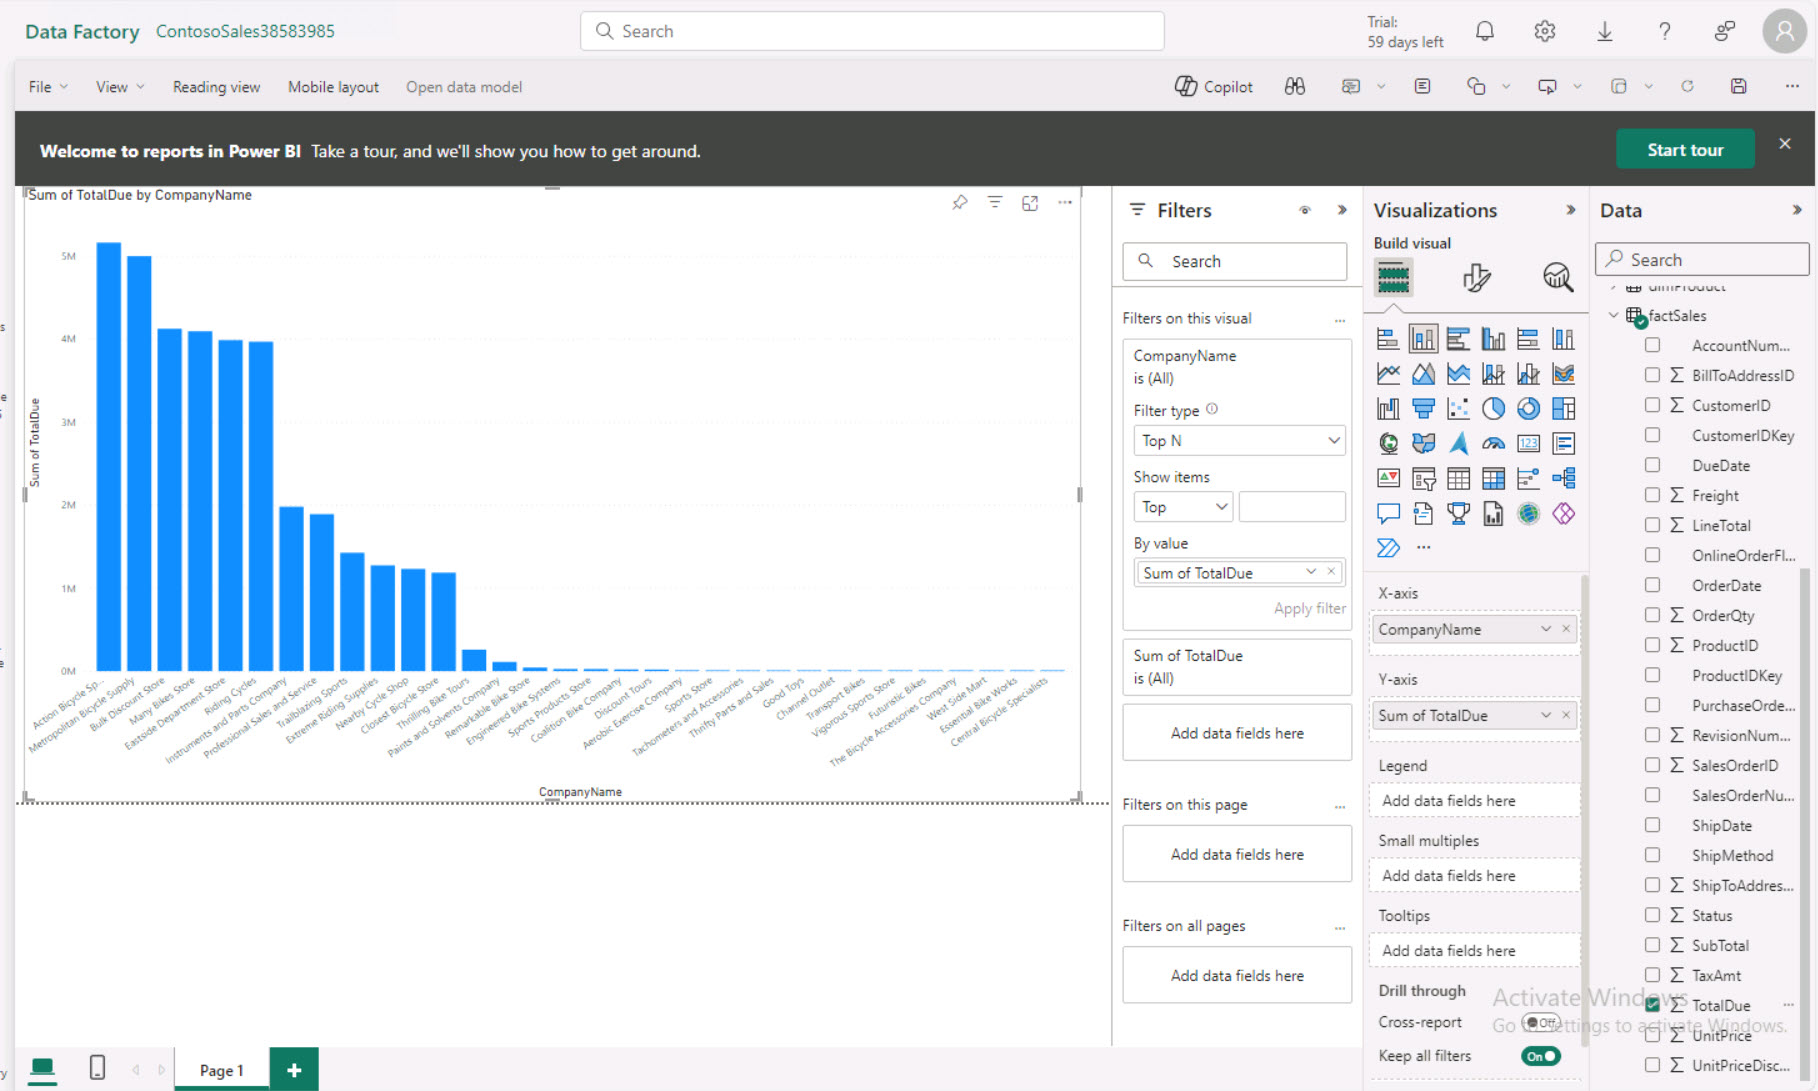 Data Factory ContosoSales38583985
Search
Trial:
59 days left
File View Reading view Mobile layout Open data model
Copilot
Welcome to reports in Power BI Take a tour, and we'll show you how to get around.
Start tour
Sum of TotalDue by CompanyName
5M
4M
3M
2M
1M
0M
Sum of TotalDue
Action Bicycle Sp...
Metropolitan Bicycle Supply
Bulk Discount Store
Many Bikes Store
Eastside Department Store
Riding Cycles
Instruments and Parts Company
Professional Sales and Service
Trailblazing Sports
Extreme Riding Supplies
Nearby Cycle Shop
Closest Bicycle Store
Thrilling Bike Tours
Paints and Solvents Company
Remarkable Bike Store
Engineered Bike Systems
Sports Products Store
Coalition Bike Company
Discount Tours
Aerobic Exercise Company
Sports Store
Tachometers and Accessories
Thrifty Parts and Sales
Good Toys
Channel Outlet
Transport Bikes
Vigorous Sports Store
Futuristic Bikes
The Bicycle Accessories Company
West Side Mart
Essential Bike Works
Central Bicycle Specialists
CompanyName
Page 1
Filters
Search
Filters on this visual
CompanyName
is (All)
Filter type
Top N
Show items
Top
By value
Sum of TotalDue
Apply filter
Sum of TotalDue
is (All)
Add data fields here
Filters on this page
Add data fields here
Filters on all pages
Add data fields here
Visualizations
Build visual
123
X-axis
CompanyName
Y-axis
Sum of TotalDue
Legend
Add data fields here
Small multiples
Add data fields here
Tooltips
Add data fields here
Drill through
Cross-report
Off
Keep all filters
On
Data
Search
dimProduct
factSales
AccountNum...
BillToAddressID
CustomerID
CustomerIDKey
DueDate
Freight
LineTotal
OnlineOrderFl...
OrderDate
OrderQty
ProductID
ProductIDKey
PurchaseOrde...
RevisionNum...
SalesOrderID
SalesOrderNu...
ShipDate
ShipMethod
ShipToAddres...
Status
SubTotal
TaxAmt
TotalDue
UnitPrice
UnitPriceDisc...
Activate Windows
Go to Settings to activate Windows.